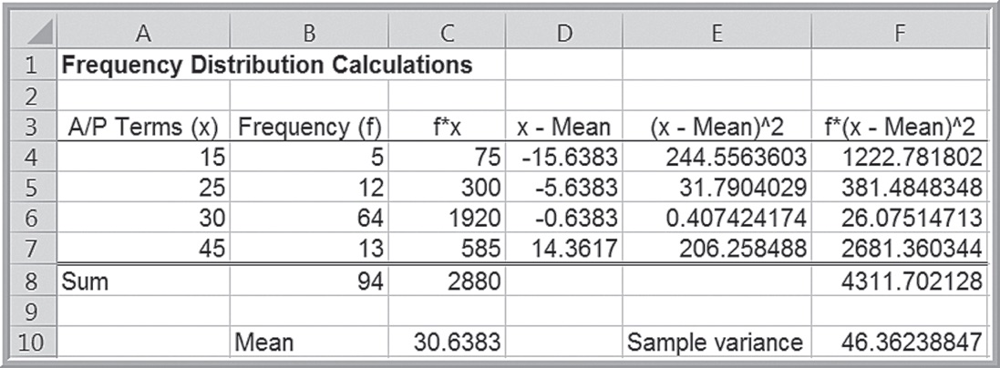 A B C D E F
1 Frequency Distribution Calculations
2
3 A/P Terms (x) Frequency (f) f*x x - Mean (x - Mean)^2 f*(x - Mean)^2
4 15 5 75 -15.6383 244.5563603 1222.781802
5 25 12 300 -5.6383 31.7904029 381.4848348
6 30 64 1920 -0.6383 0.407424174 26.07514713
7 45 13 585 14.3617 206.258488 2681.360344
8 Sum 94 2880 4311.702128
9
10 Mean 30.6383 Sample variance 46.36238847